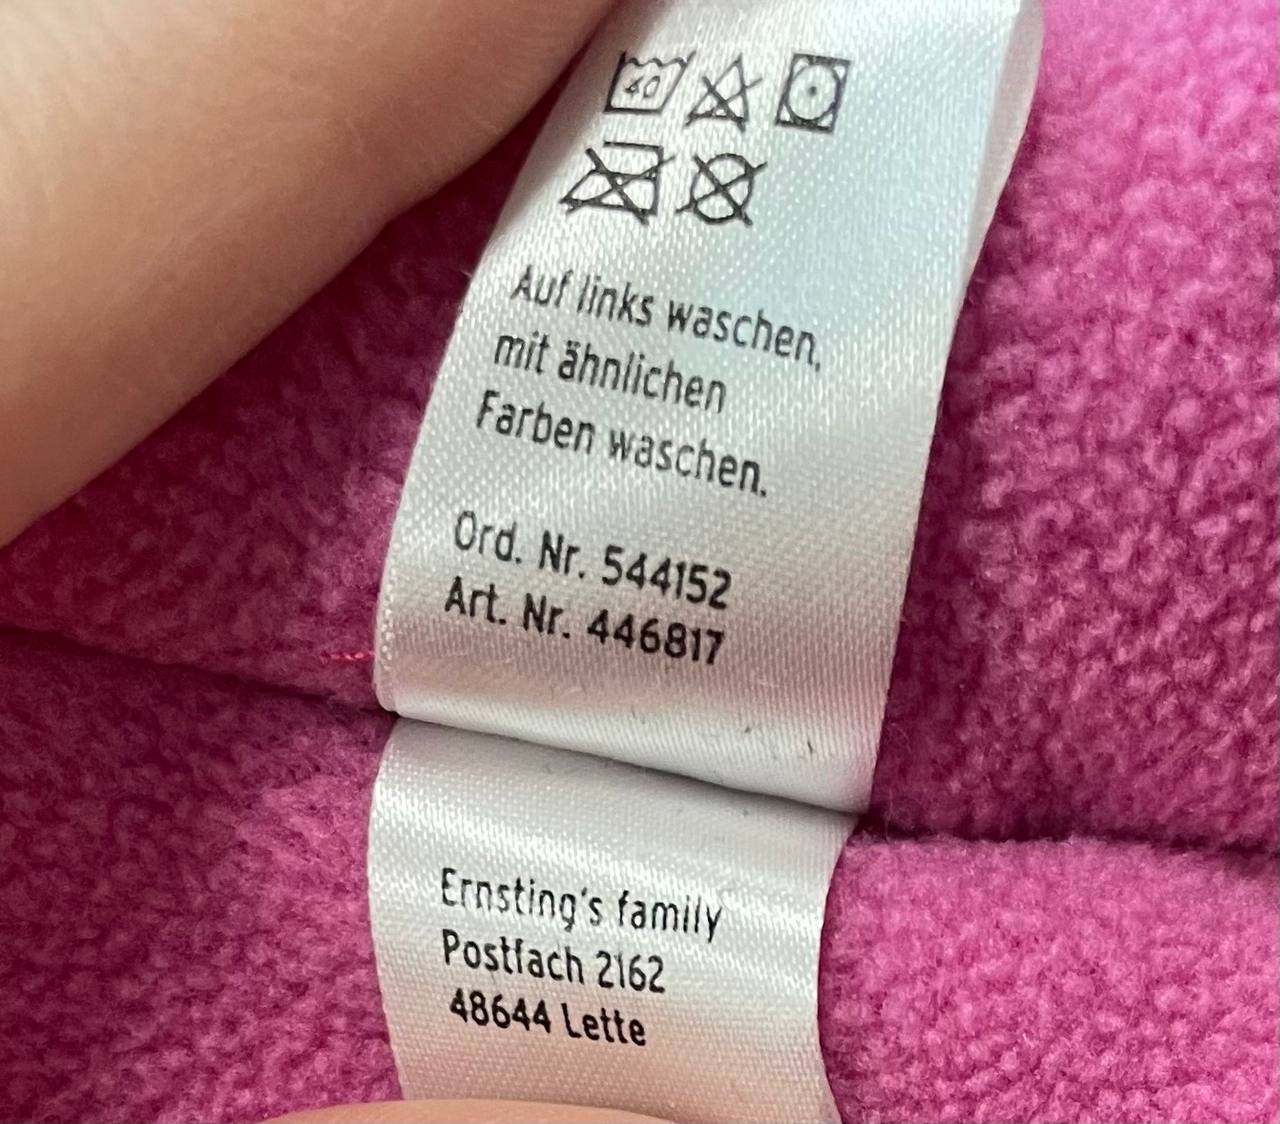 40
Auf links waschen,
mit ähnlichen
Farben waschen.
Ord. Nr. 544152
Art. Nr. 446817
Ernsting's family
Postfach 2162
48644 Lette